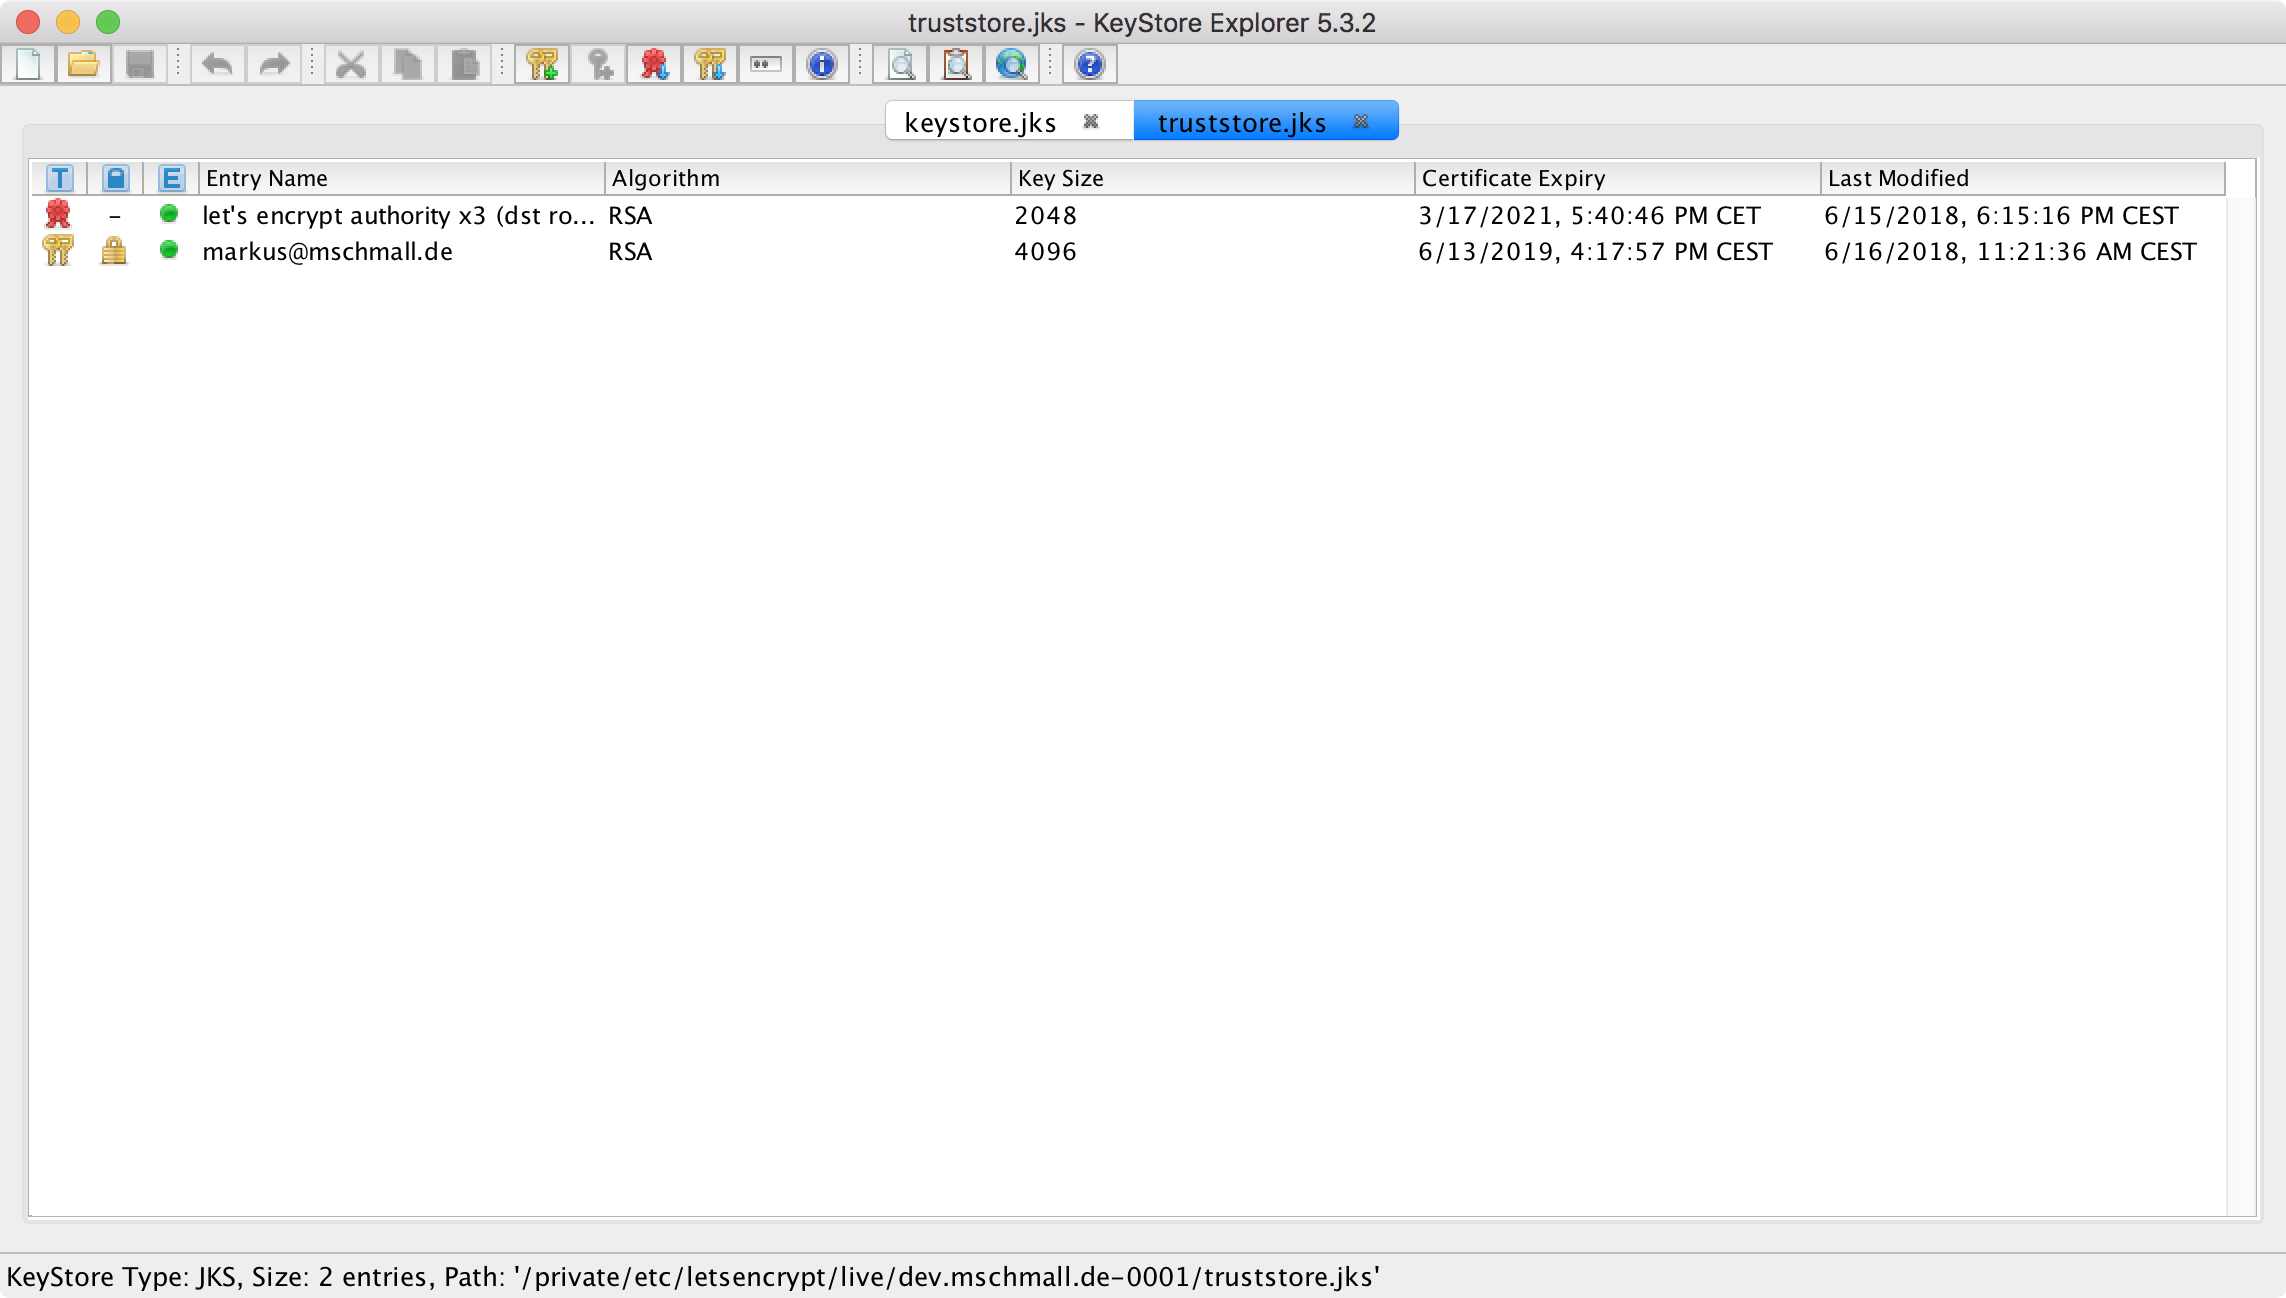 truststore.jks - KeyStore Explorer 5.3.2
keystore.jks truststore.jks
T E Entry Name Algorithm Key Size Certificate Expiry Last Modified
- let's encrypt authority x3 (dst ro... RSA 2048 3/17/2021, 5:40:46 PM CET 6/15/2018, 6:15:16 PM CEST
markus@mschmall.de RSA 4096 6/13/2019, 4:17:57 PM CEST 6/16/2018, 11:21:36 AM CEST
KeyStore Type: JKS, Size: 2 entries, Path: '/private/etc/letsencrypt/live/dev.mschmall.de-0001/truststore.jks'